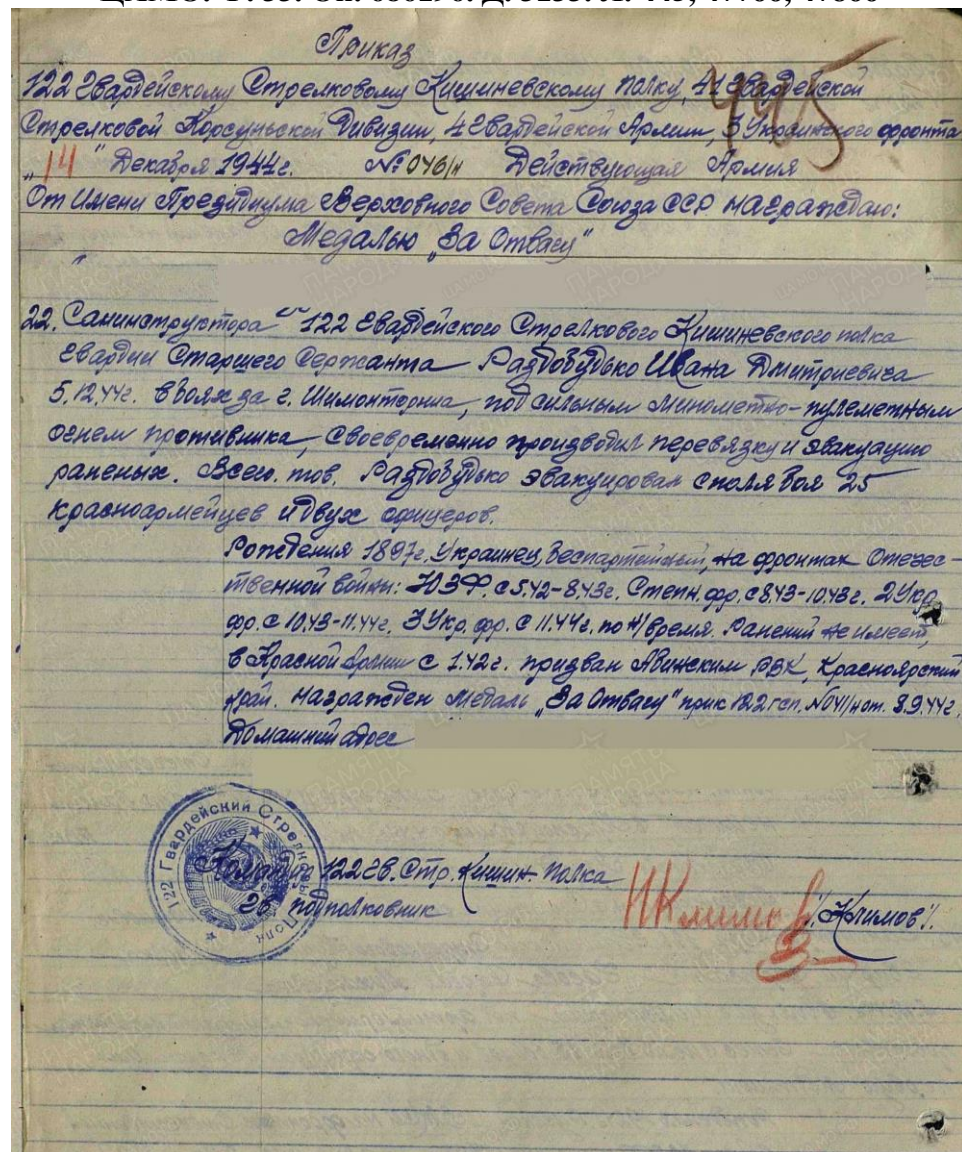 Приказ
122 Гвардейскому Стрелковому Кишиневскому полку, 41 Гвардейской
Стрелковой Корсуньской Дивизии, 4 Гвардейской Армии, 3 Украинского фронта
"14" Декабря 1944г. № 046/н Действующая Армия
От Имени Президиума Верховного Совета Союза ССР награждаю:
Медалью „За Отвагу"
22. Санинструктора 122 Гвардейского Стрелкового Кишиневского полка
Гвардии Старшего Сержанта Раздобудько Ивана Дмитриевича
5.12.44г. в боях за г. Шимонторниа, под сильным минометно-пулеметным
огнем противника, своевременно производил перевязку и эвакуацию
раненых. Всего тов. Раздобудько эвакуировал с поля боя 25
красноармейцев и двух офицеров.
Рождения 1897г. Украинец, беспартийный, на фронтах Отечес-
твенной войны: ЮЗФ. с 5.42-8.43г. Степн. фр. с 8.43-10.43г. 2 Укр.
фр. с 10.43-11.44г. 3 Укр. фр. с 11.44г. по н/время. Ранений не имеет,
в Красной Армии с 1.42г. призван РВК, Красноярский
край. Награжден медаль „За Отвагу" прик 122 гсп. №041/н от. 8.9.44г.
Домашний адрес
122 Гвардейский Стрелковый Полк
Командир 122 Гв. Стр. Кишин. полка
Гв. подполковник /Климов/.